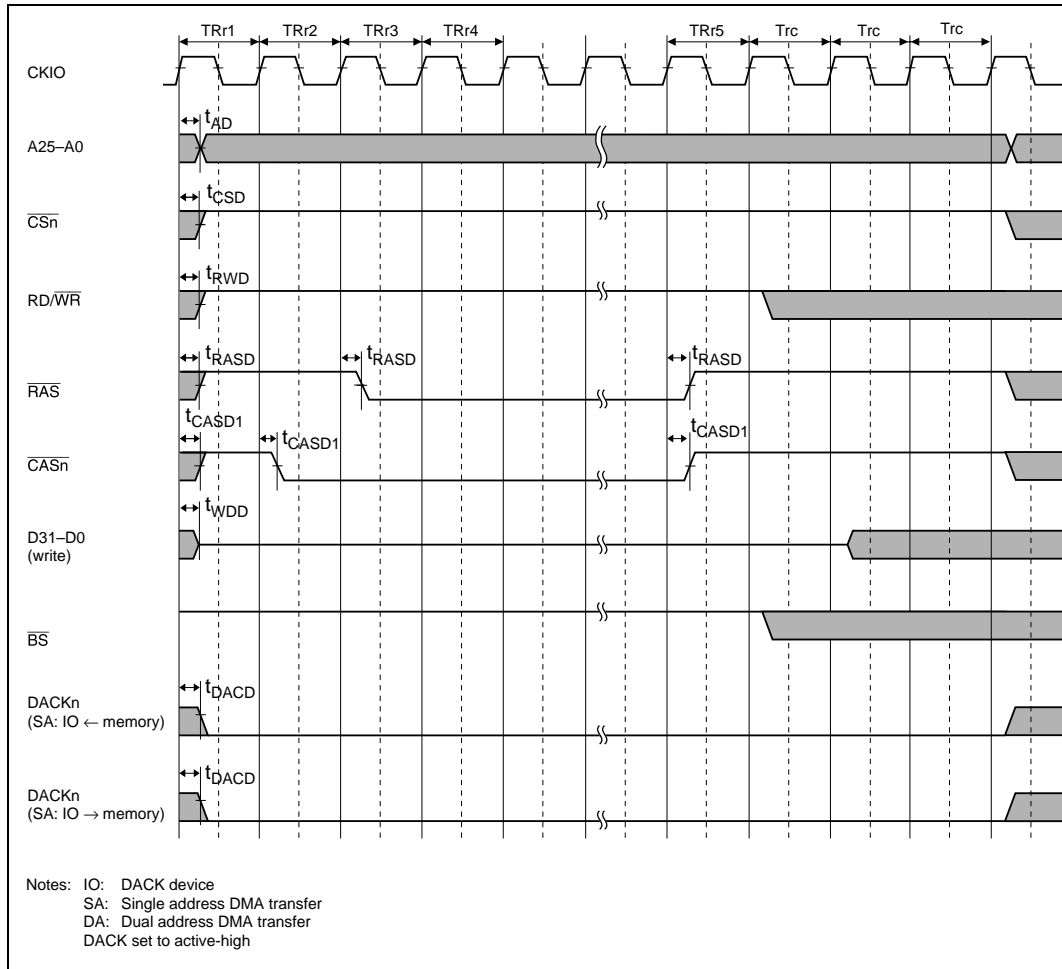 TRr1 TRr2 TRr3 TRr4 TRr5 Trc Trc Trc
CKIO
tAD
A25–A0
tCSD
CSn
tRWD
RD/WR
tRASD tRASD tRASD
RAS
tCASD1 tCASD1 tCASD1
CASn
tWDD
D31–D0
(write)
BS
tDACD
DACKn
(SA: IO ← memory)
tDACD
DACKn
(SA: IO → memory)
Notes: IO: DACK device
SA: Single address DMA transfer
DA: Dual address DMA transfer
DACK set to active-high